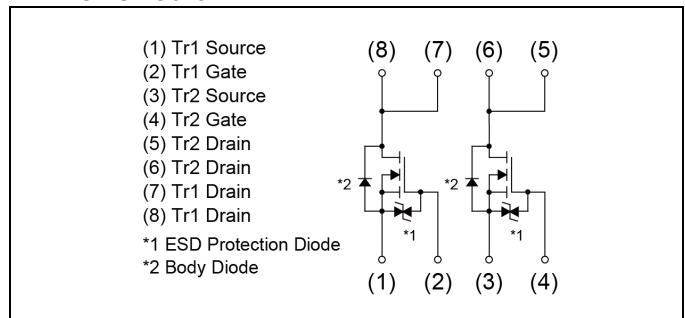 (1) Tr1 Source
(2) Tr1 Gate
(3) Tr2 Source
(4) Tr2 Gate
(5) Tr2 Drain
(6) Tr2 Drain
(7) Tr1 Drain
(8) Tr1 Drain
*1 ESD Protection Diode
*2 Body Diode
(8) (7) (6) (5)
*2 *2
*1 *1
(1) (2) (3) (4)